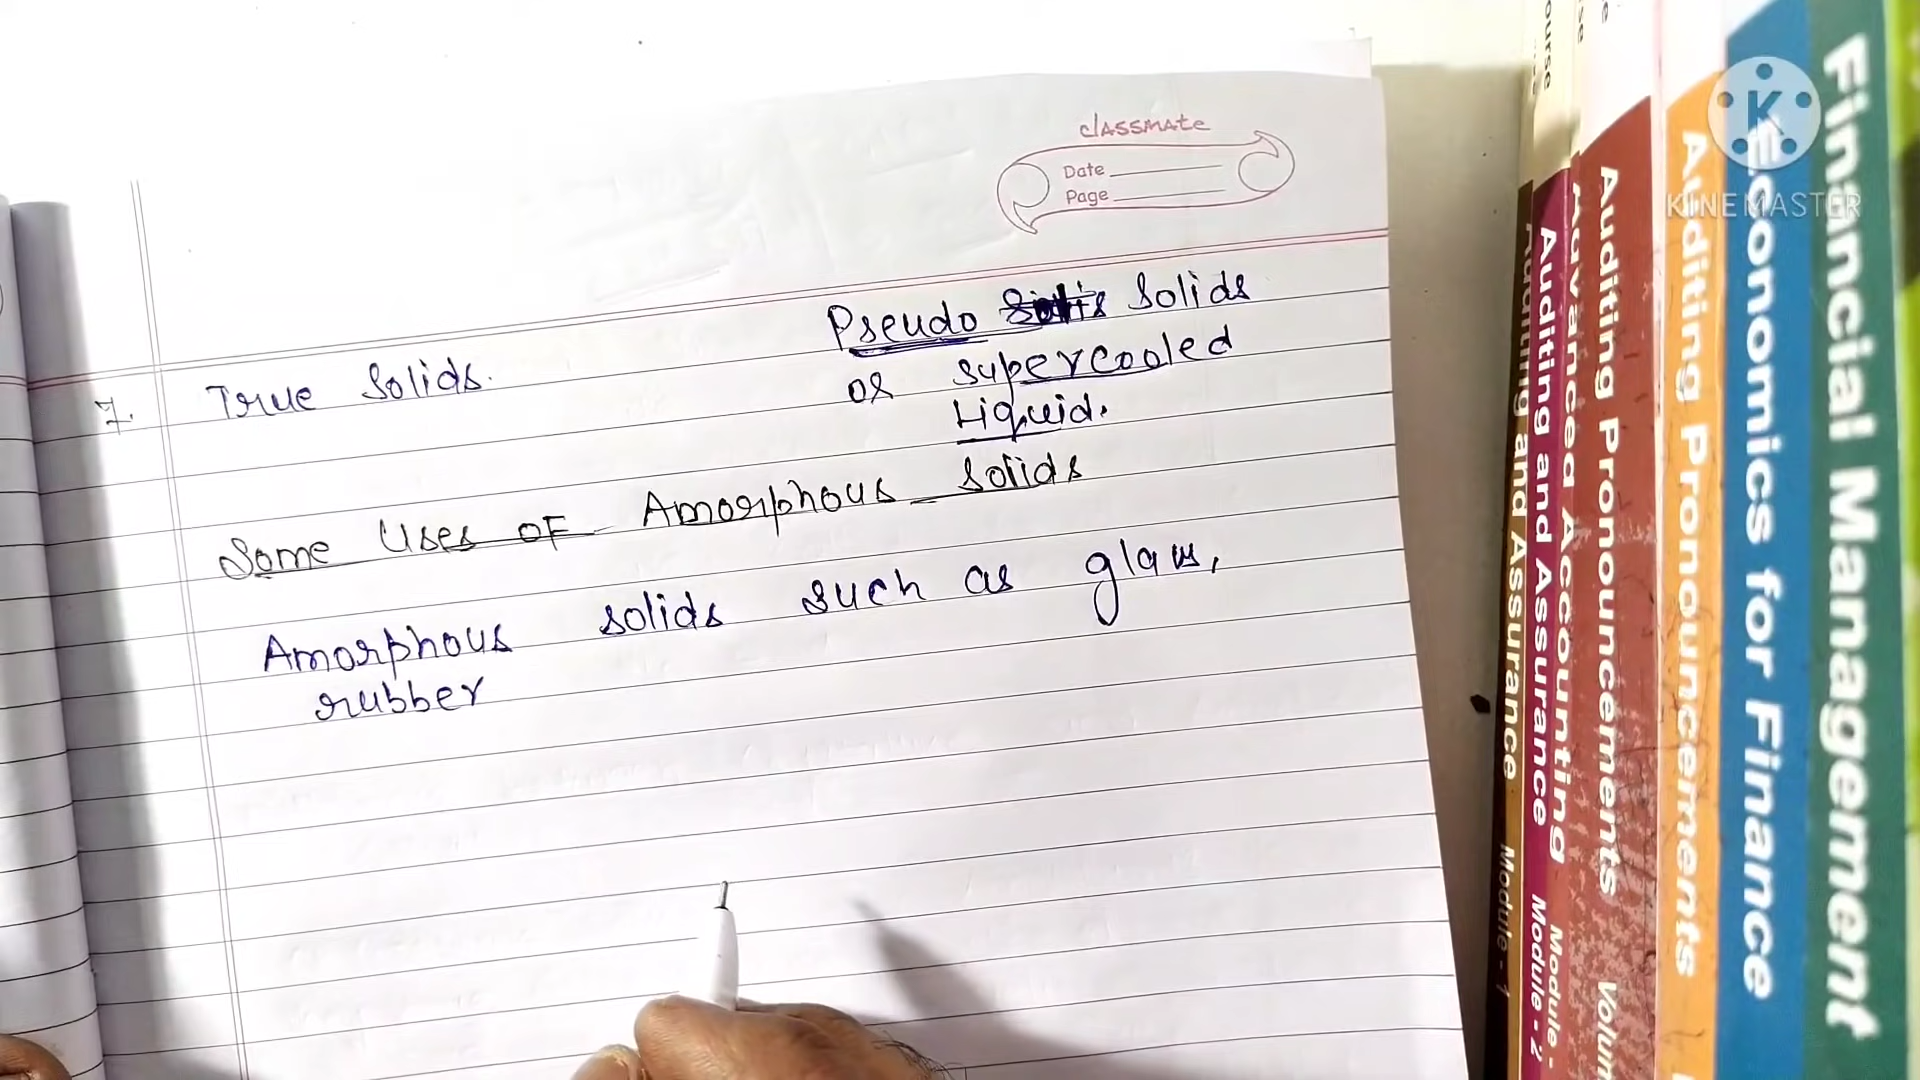 classmate
Date
Page
7. True Solids.
Pseudo Solids
or supercooled
Liquid.
Some Uses OF Amorphous solids
Amorphous solids such as glass,
rubber
Auditing and Assurance Module - 1
Auditing and Assurance Module - 2
Advanced Accounting Module -
Auditing Pronouncements
Auditing Pronouncements
Economics for Finance
Financial Management
K
KINEMASTER